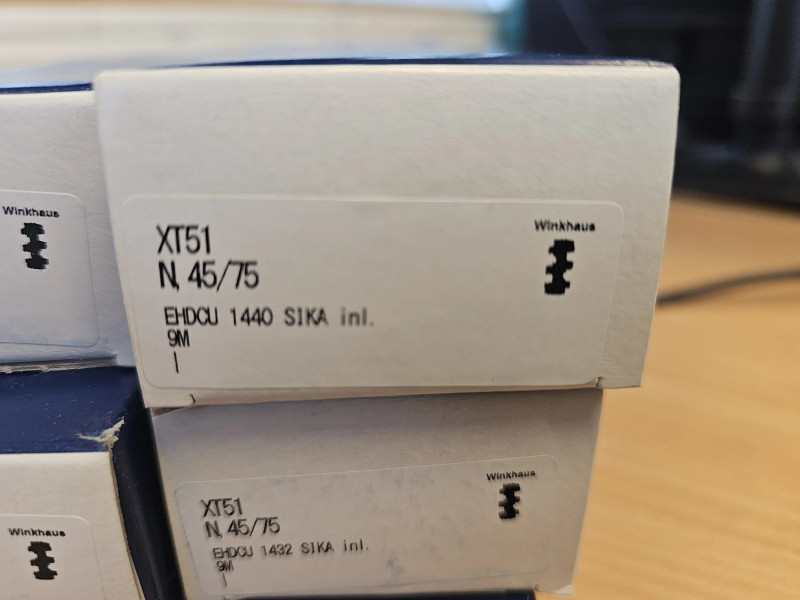 Winkhaus
XT51
N, 45/75
EHDCU 1440 SIKA inl.
9M
|
Winkhaus
XT51
N, 45/75
EHDCU 1432 SIKA inl.
9M
|
Winkhaus
Winkhaus